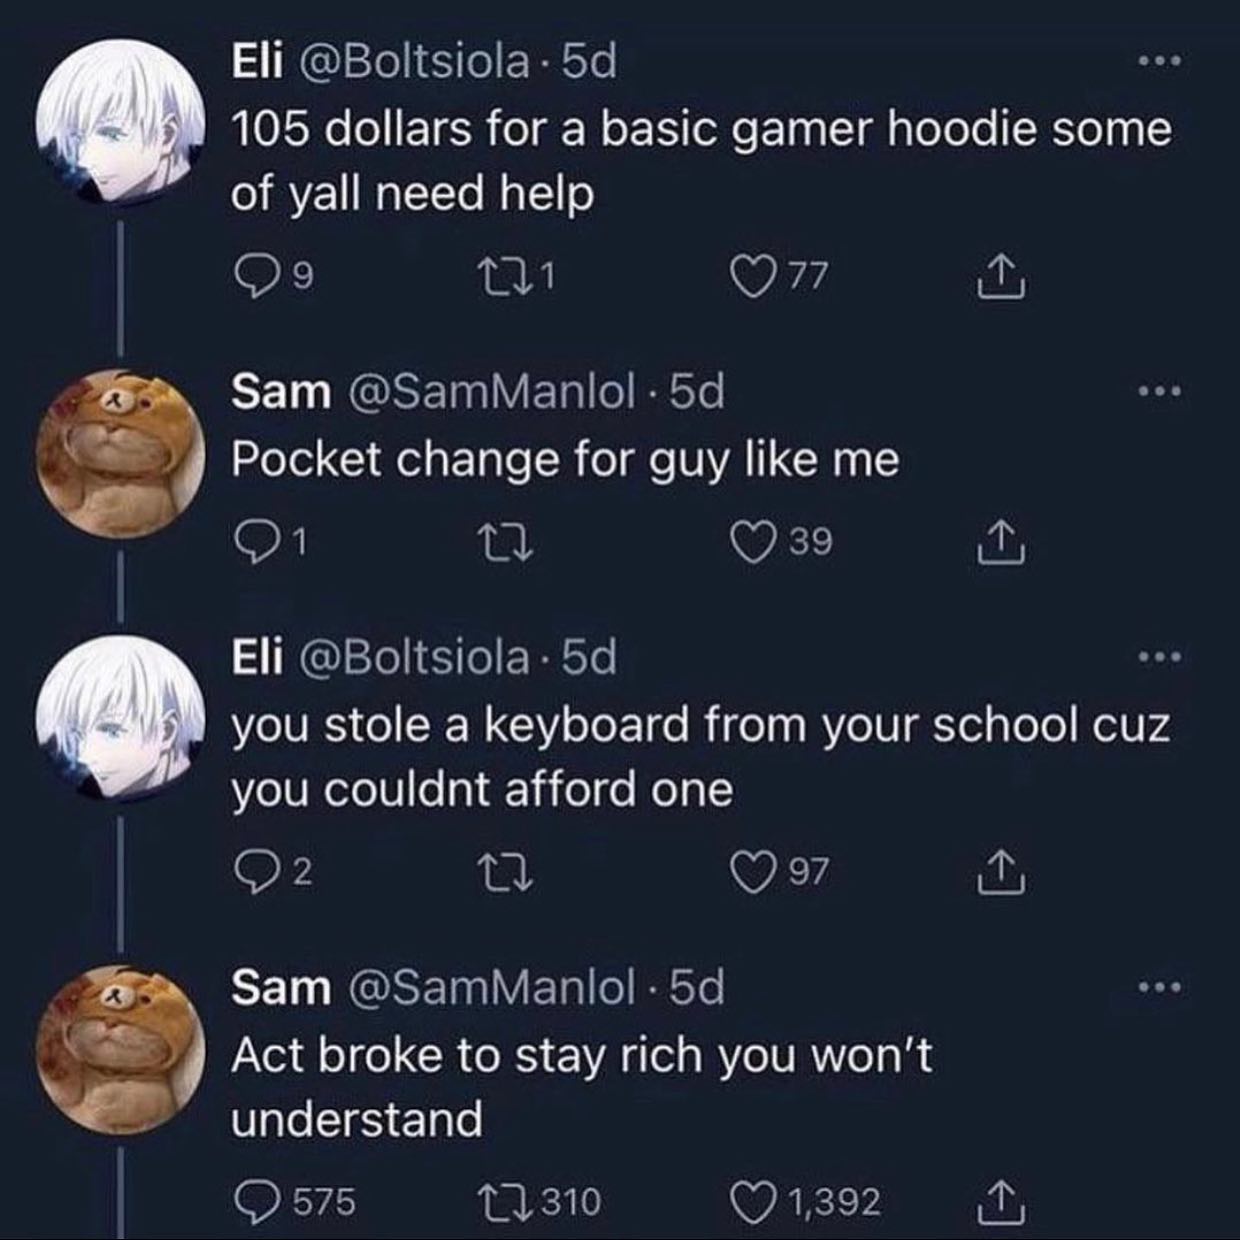 Eli @Boltsiola · 5d
105 dollars for a basic gamer hoodie some
of yall need help
9 1 77
Sam @SamManlol · 5d
Pocket change for guy like me
1 39
Eli @Boltsiola · 5d
you stole a keyboard from your school cuz
you couldnt afford one
2 97
Sam @SamManlol · 5d
Act broke to stay rich you won't
understand
575 310 1,392